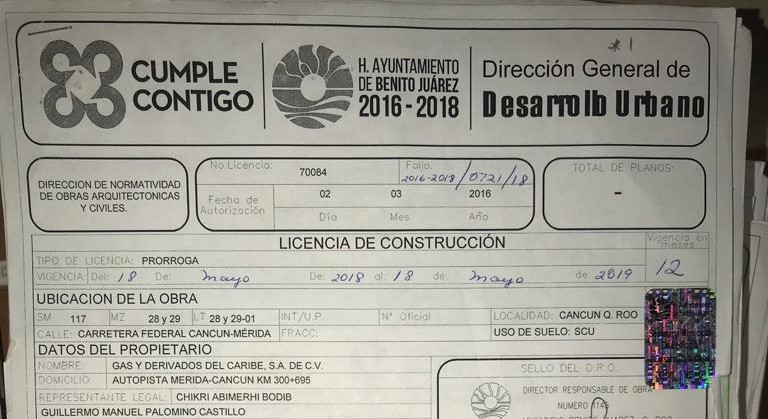 CUMPLE CONTIGO
H. AYUNTAMIENTO DE BENITO JUÁREZ 2016 - 2018
Dirección General de Desarrollo Urbano
DIRECCION DE NORMATIVIDAD DE OBRAS ARQUITECTONICAS Y CIVILES.
No. Licencia: 70084 Folio. 2016-2018/0721/18
Fecha de Autorización: 02 03 2016
Día Mes Año
TOTAL DE PLANOS: -
LICENCIA DE CONSTRUCCIÓN
Vigencia en meses 12
TIPO DE LICENCIA: PRORROGA
VIGENCIA: Del: 18 De: mayo De: 2018 al: 18 de: mayo de: 2019
UBICACION DE LA OBRA
SM 117 MZ 28 y 29 LT 28 y 29-01 INT/U.P. N° Oficial LOCALIDAD: CANCUN Q. ROO
CALLE: CARRETERA FEDERAL CANCUN-MÉRIDA FRACC: USO DE SUELO: SCU
DATOS DEL PROPIETARIO
NOMBRE: GAS Y DERIVADOS DEL CARIBE, S.A. DE C.V.
DOMICILIO: AUTOPISTA MERIDA-CANCUN KM 300+695
REPRESENTANTE LEGAL: CHIKRI ABIMERHI BODIB
GUILLERMO MANUEL PALOMINO CASTILLO
SELLO DEL D.R.O.
DIRECTOR RESPONSABLE DE OBRA
NUMERO 1145